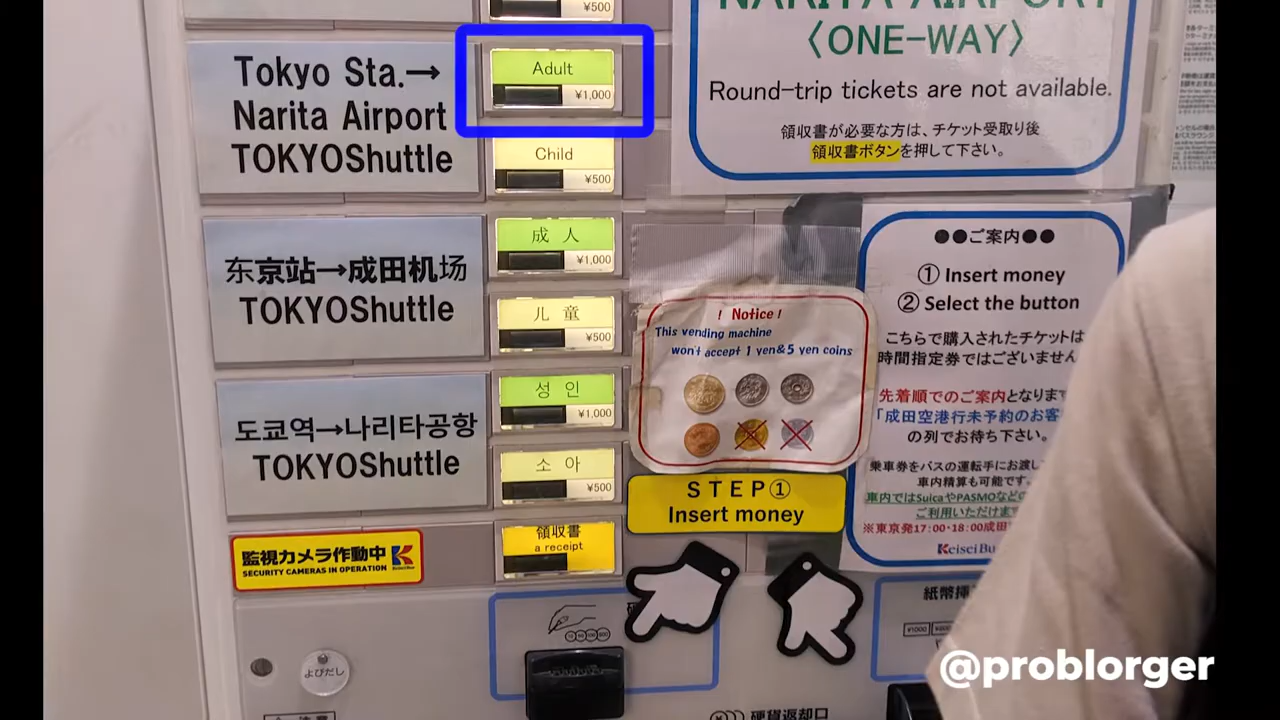 ¥500
Tokyo Sta.→
Narita Airport
TOKYOShuttle
Adult
¥1,000
Child
¥500
东京站→成田机场
TOKYOShuttle
成人
¥1,000
儿童
¥500
도쿄역→나리타공항
TOKYOShuttle
성인
¥1,000
소아
¥500
監視カメラ作動中
SECURITY CAMERAS IN OPERATION
領収書
a receipt
NARITA AIRPORT
〈ONE-WAY〉
Round-trip tickets are not available.
領収書が必要な方は、チケット受取り後
領収書ボタンを押して下さい。
! Notice !
This vending machine
won't accept 1 yen&5 yen coins
STEP①
Insert money
●●ご案内●●
① Insert money
② Select the button
こちらで購入されたチケットは
時間指定券ではございません
先着順でのご案内となりま
「成田空港行未予約のお客
の列でお待ち下さい。
乗車券をバスの運転手にお渡し
車内精算も可能です。
車内ではSuicaやPASMOなどの
ご利用いただけま
※東京発17:00・18:00成田
Keisei Bu
よびだし
紙幣挿
硬貨返却口
@problorger